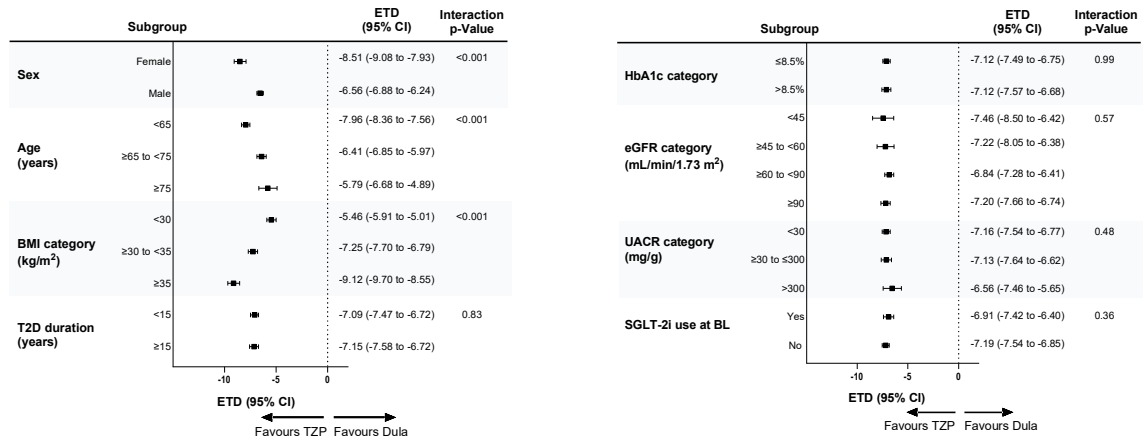 Subgroup ETD (95% CI) Interaction p-Value
Sex
Female -8.51 (-9.08 to -7.93) <0.001
Male -6.56 (-6.88 to -6.24)
Age (years)
<65 -7.96 (-8.36 to -7.56) <0.001
≥65 to <75 -6.41 (-6.85 to -5.97)
≥75 -5.79 (-6.68 to -4.89)
BMI category (kg/m²)
<30 -5.46 (-5.91 to -5.01) <0.001
≥30 to <35 -7.25 (-7.70 to -6.79)
≥35 -9.12 (-9.70 to -8.55)
T2D duration (years)
<15 -7.09 (-7.47 to -6.72) 0.83
≥15 -7.15 (-7.58 to -6.72)
-10 -5 0
ETD (95% CI)
Favours TZP Favours Dula
Subgroup ETD (95% CI) Interaction p-Value
HbA1c category
≤8.5% -7.12 (-7.49 to -6.75) 0.99
>8.5% -7.12 (-7.57 to -6.68)
eGFR category (mL/min/1.73 m²)
<45 -7.46 (-8.50 to -6.42) 0.57
≥45 to <60 -7.22 (-8.05 to -6.38)
≥60 to <90 -6.84 (-7.28 to -6.41)
≥90 -7.20 (-7.66 to -6.74)
UACR category (mg/g)
<30 -7.16 (-7.54 to -6.77) 0.48
≥30 to ≤300 -7.13 (-7.64 to -6.62)
>300 -6.56 (-7.46 to -5.65)
SGLT-2i use at BL
Yes -6.91 (-7.42 to -6.40) 0.36
No -7.19 (-7.54 to -6.85)
-10 -5 0
ETD (95% CI)
Favours TZP Favours Dula